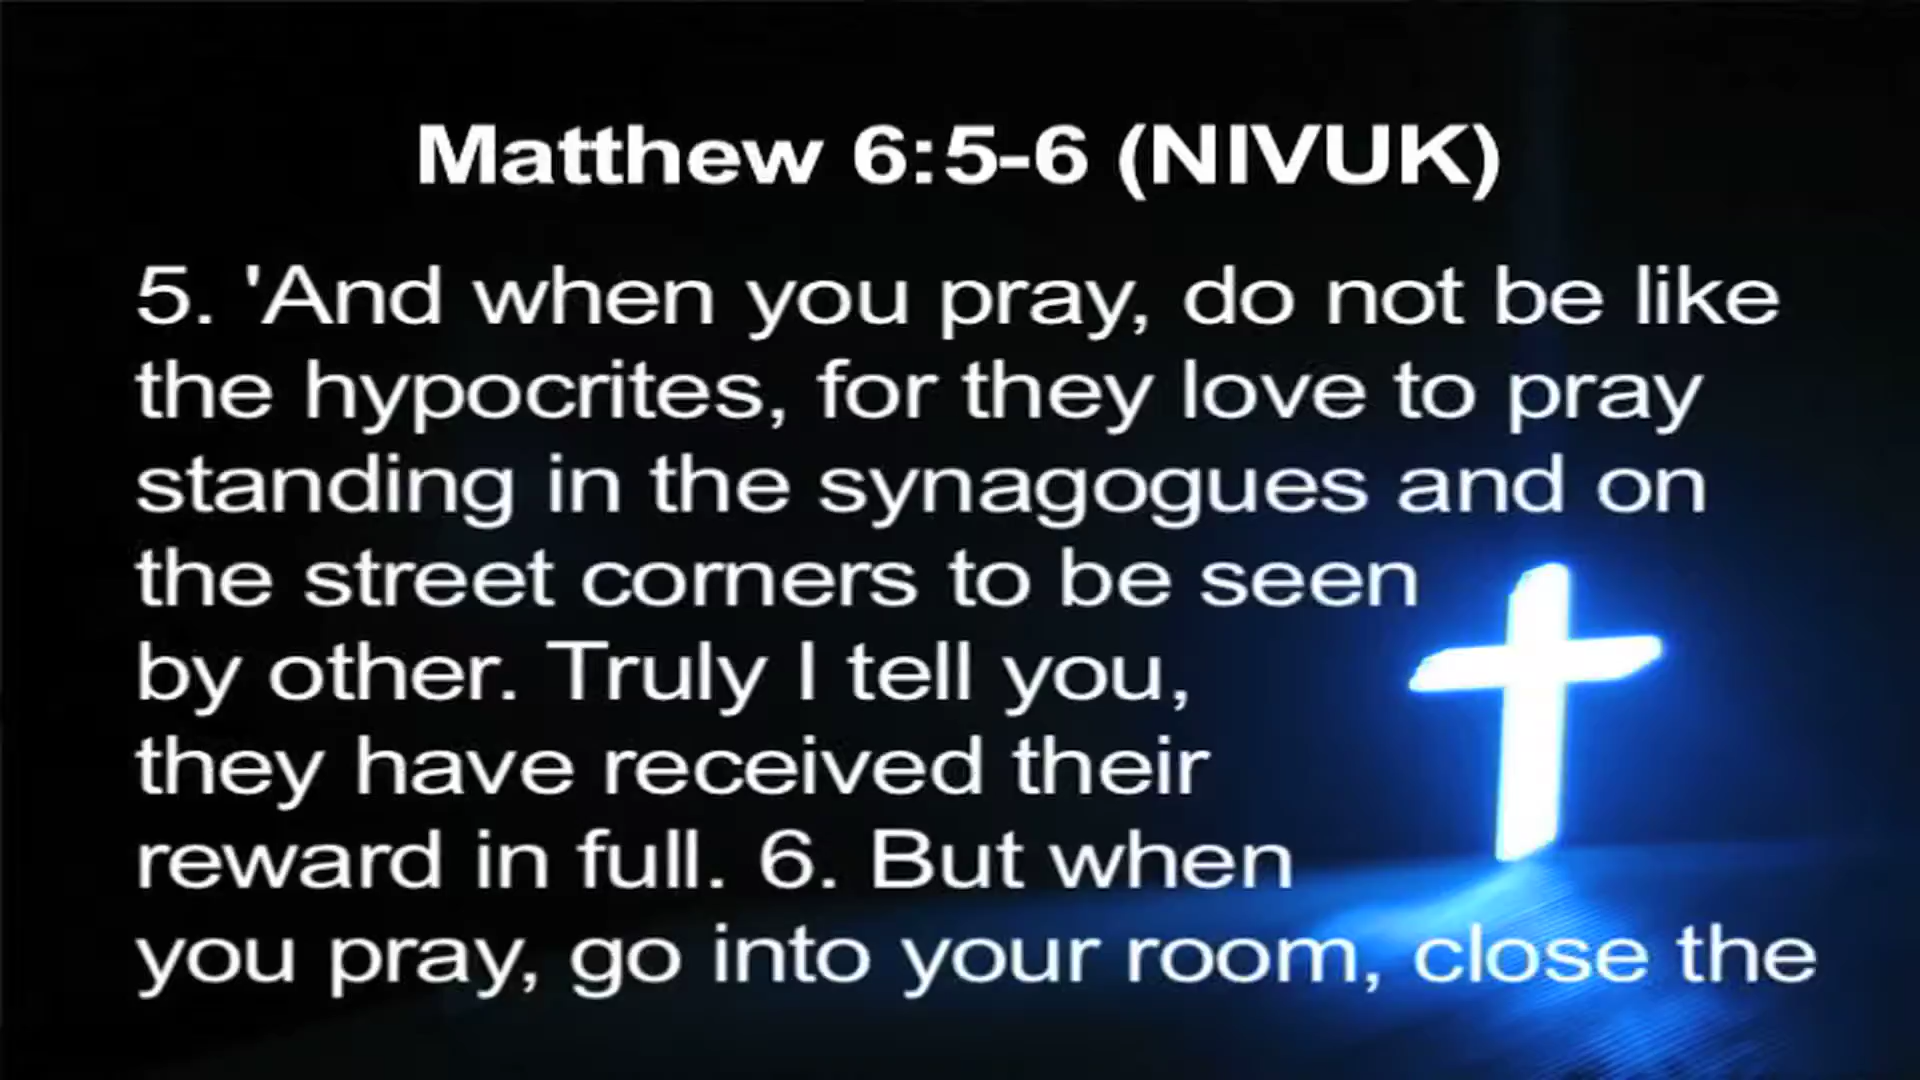 Matthew 6:5-6 (NIVUK)
5. 'And when you pray, do not be like
the hypocrites, for they love to pray
standing in the synagogues and on
the street corners to be seen
by other. Truly I tell you,
they have received their
reward in full. 6. But when
you pray, go into your room, close the